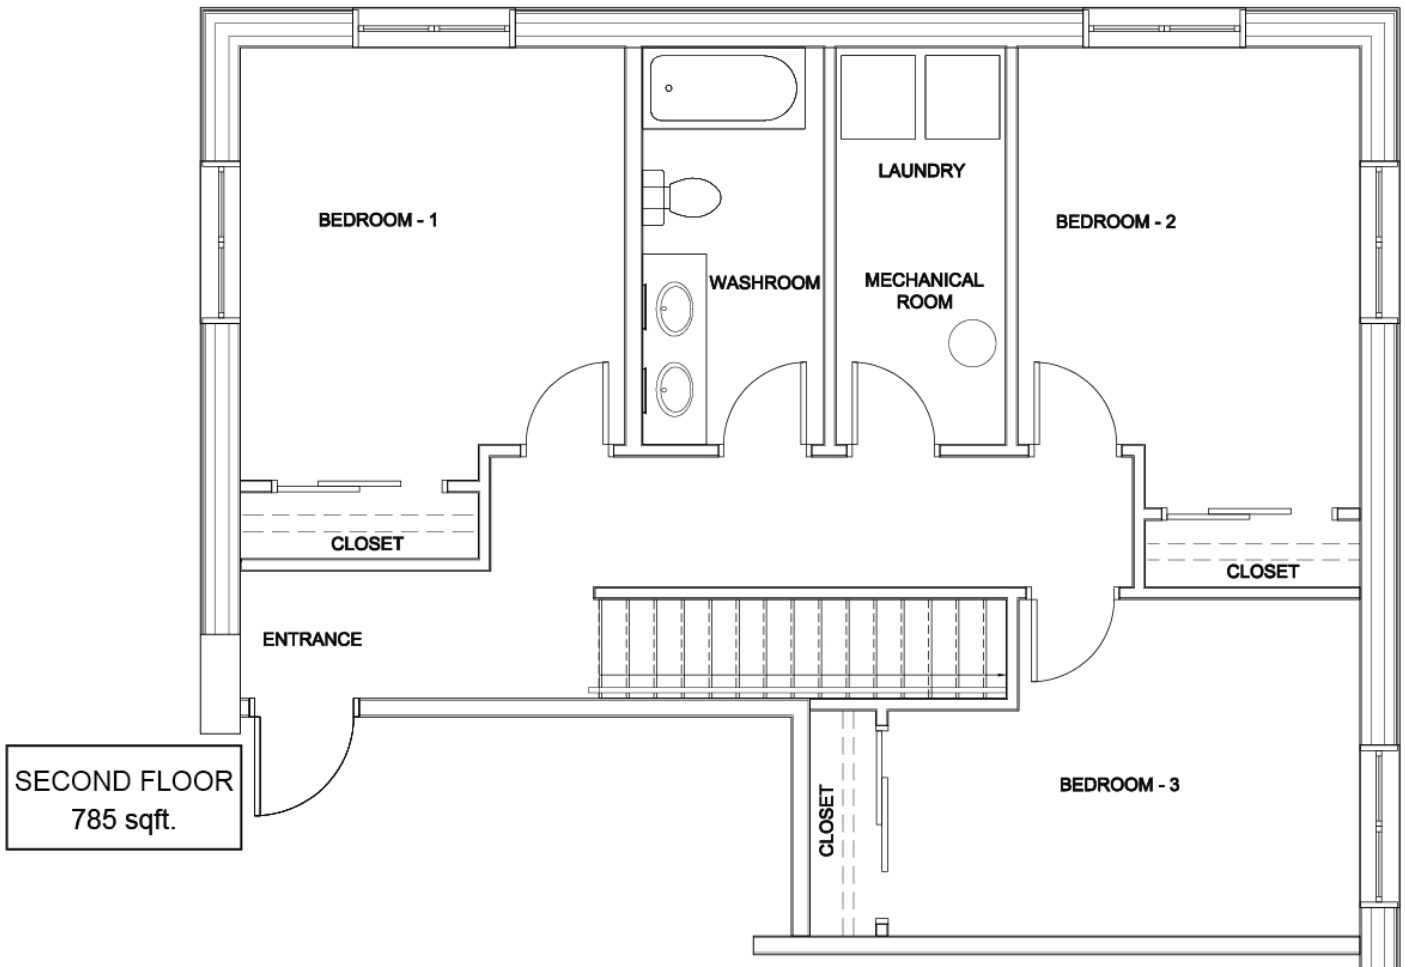 LAUNDRY
BEDROOM - 1
BEDROOM - 2
WASHROOM
MECHANICAL
ROOM
CLOSET
CLOSET
ENTRANCE
SECOND FLOOR
785 sqft.
BEDROOM - 3
CLOSET